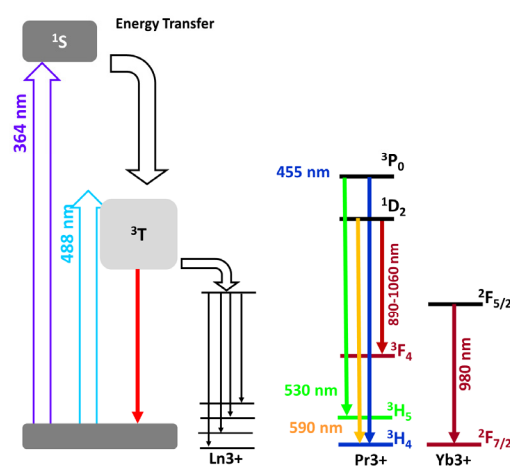 Energy Transfer
¹S
364 nm
488 nm
³T
Ln3+
455 nm
³P₀
¹D₂
890-1060 nm
³F₄
530 nm
³H₅
590 nm
³H₄
Pr3+
²F₅/₂
980 nm
²F₇/₂
Yb3+